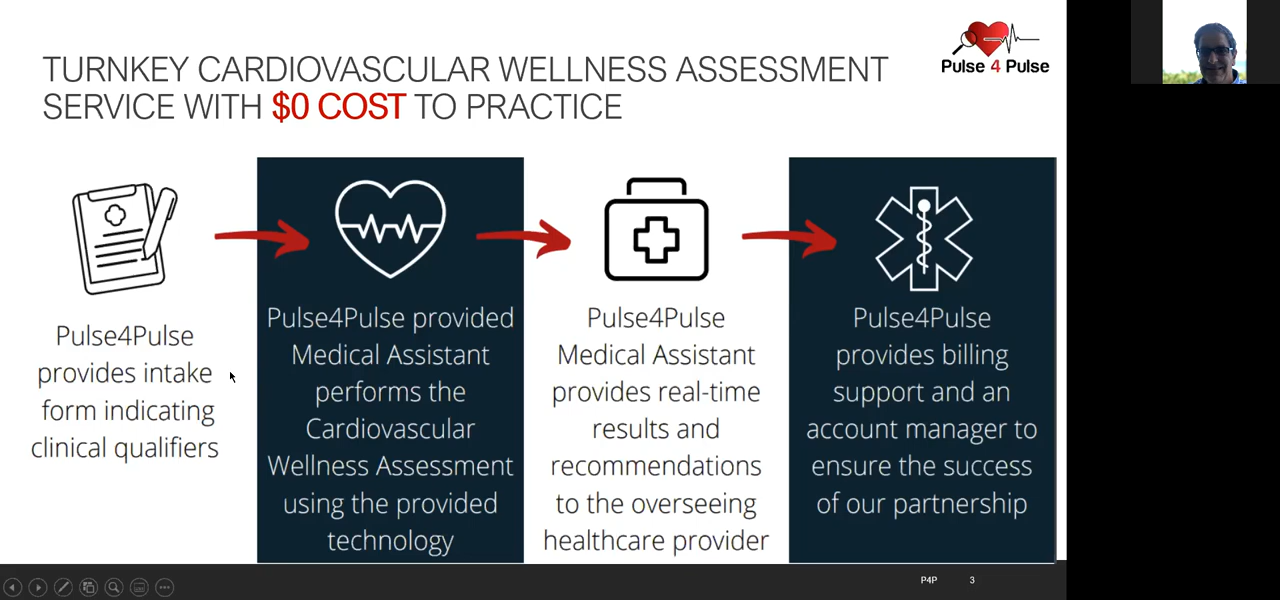 TURNKEY CARDIOVASCULAR WELLNESS ASSESSMENT
SERVICE WITH $0 COST TO PRACTICE
Pulse 4 Pulse
Pulse4Pulse
provides intake
form indicating
clinical qualifiers
Pulse4Pulse provided
Medical Assistant
performs the
Cardiovascular
Wellness Assessment
using the provided
technology
Pulse4Pulse
Medical Assistant
provides real-time
results and
recommendations
to the overseeing
healthcare provider
Pulse4Pulse
provides billing
support and an
account manager to
ensure the success
of our partnership
P4P
3